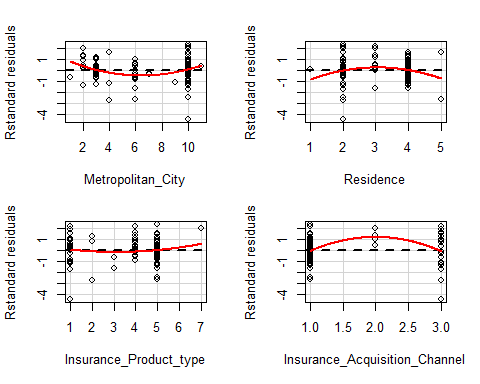 Rstandard residuals
1
-1
-4
2 4 6 8 10
Metropolitan_City
Rstandard residuals
1
-1
-4
1 2 3 4 5
Residence
Rstandard residuals
1
-1
-4
1 2 3 4 5 6 7
Insurance_Product_type
Rstandard residuals
1
-1
-4
1.0 1.5 2.0 2.5 3.0
Insurance_Acquisition_Channel